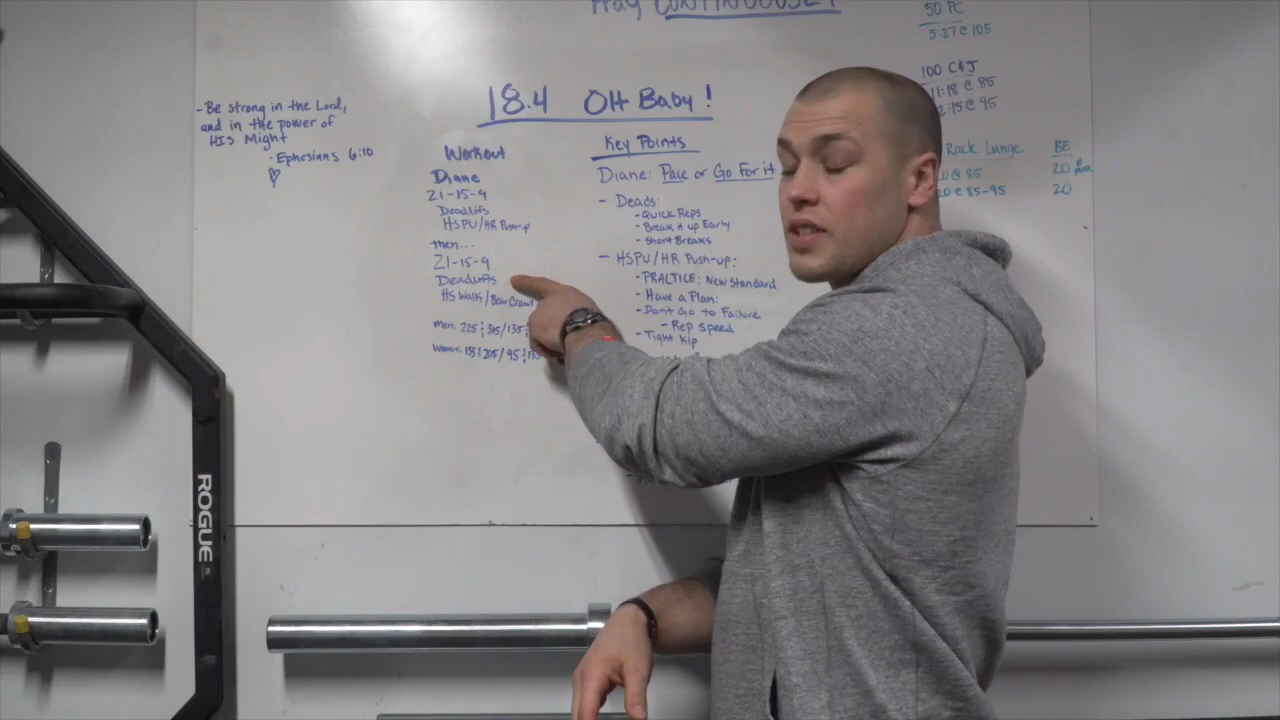 Pray CONTINUOUSLY
- Be strong in the Lord,
and in the power of
HIS Might
- Ephesians 6:10
18.4 OH Baby!
Workout
Diane
21-15-9
Deadlifs
HSPU/HR Push-up
then...
21-15-9
Deadlifts
HS Walk/Bear Crawl
Men: 225 ; 315/135 ;
Women: 135 ; 205/95 ; 135
Key Points
Diane: Pace or Go For it
- Deads:
- Quick Reps
- Break it up Early
- Short Breaks
- HSPU/HR Push-up:
- PRACTICE: New Standard
- Have a Plan:
- Don't Go to Failure
- Rep Speed
- Tight Kip
50 PC
5:27 @ 105
100 C&J
11:18 @ 85
2:15 @ 95
Rack Lunge
@ 85
@ 85-95
BE
20
20
ROGUE